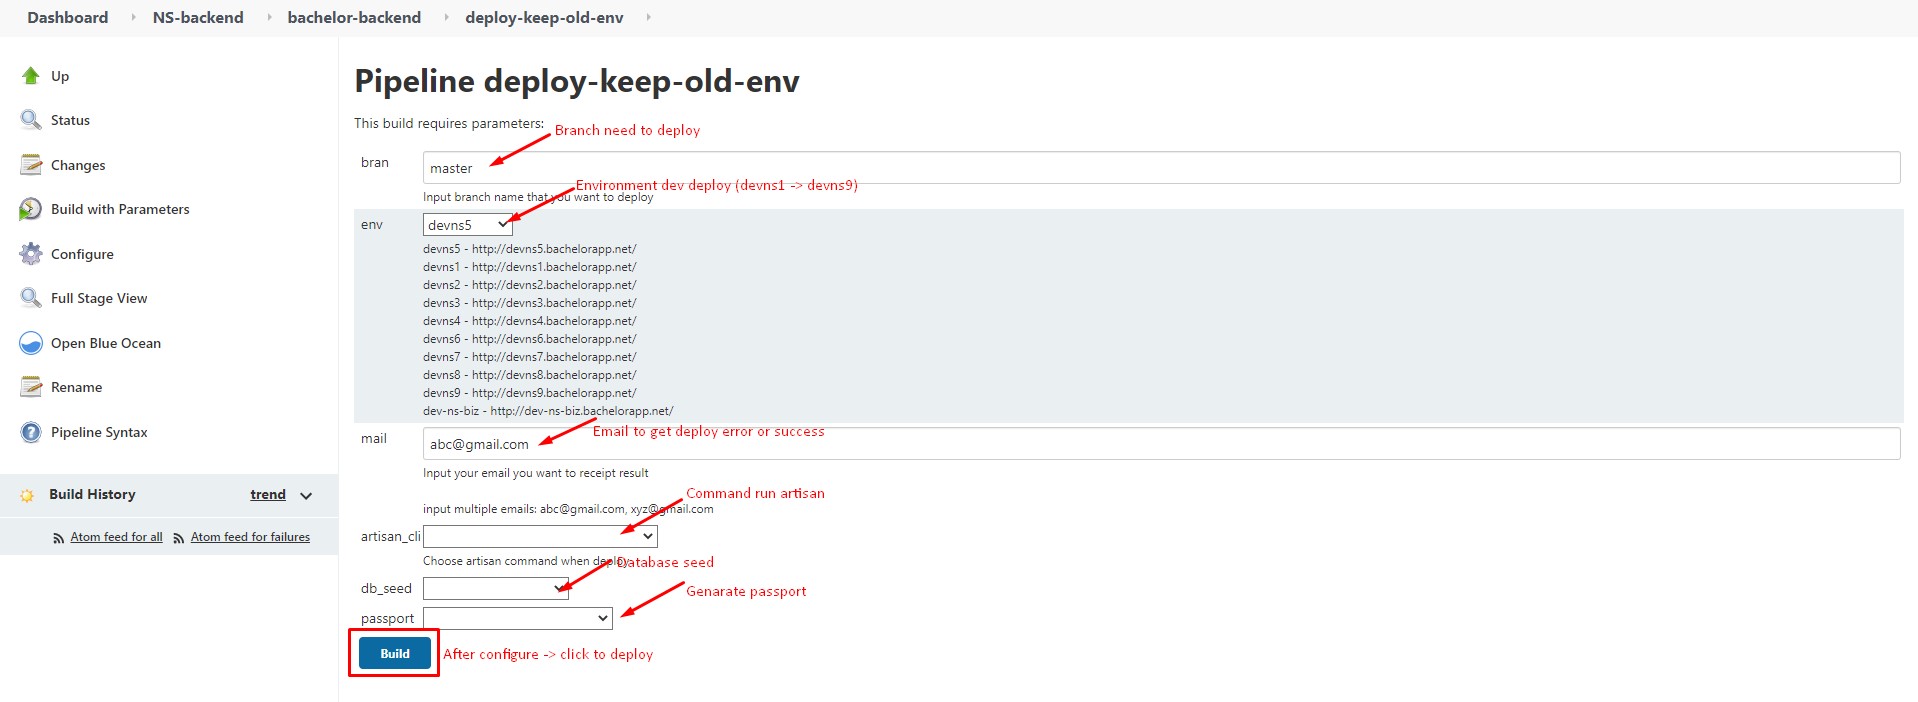 Dashboard NS-backend bachelor-backend deploy-keep-old-env
Up
Status
Changes
Build with Parameters
Configure
Full Stage View
Open Blue Ocean
Rename
Pipeline Syntax
Build History trend
Atom feed for all Atom feed for failures
Pipeline deploy-keep-old-env
This build requires parameters:
Branch need to deploy
bran
master
Environment dev deploy (devns1 -> devns9)
Input branch name that you want to deploy
env
devns5
devns5 - http://devns5.bachelorapp.net/
devns1 - http://devns1.bachelorapp.net/
devns2 - http://devns2.bachelorapp.net/
devns3 - http://devns3.bachelorapp.net/
devns4 - http://devns4.bachelorapp.net/
devns6 - http://devns6.bachelorapp.net/
devns7 - http://devns7.bachelorapp.net/
devns8 - http://devns8.bachelorapp.net/
devns9 - http://devns9.bachelorapp.net/
dev-ns-biz - http://dev-ns-biz.bachelorapp.net/
Email to get deploy error or success
mail
abc@gmail.com
Input your email you want to receipt result
Command run artisan
input multiple emails: abc@gmail.com, xyz@gmail.com
artisan_cli
Choose artisan command when deploy
Database seed
db_seed
Genarate passport
passport
Build
After configure -> click to deploy